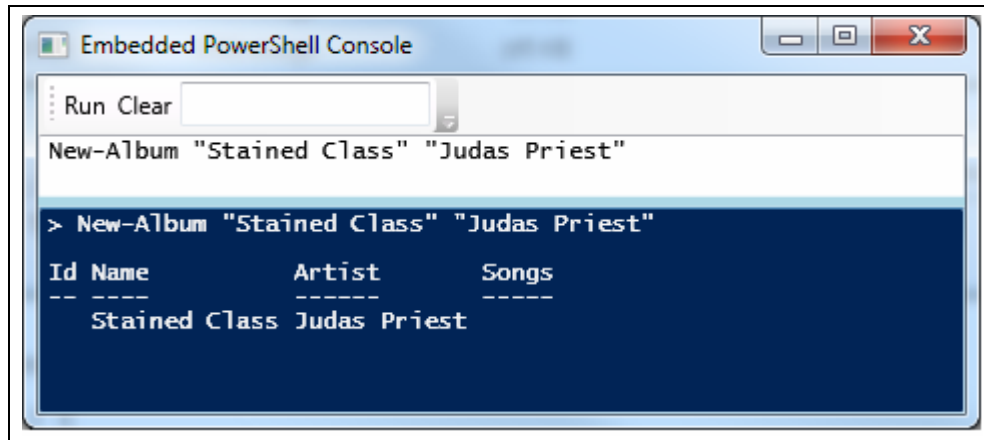 Embedded PowerShell Console
Run Clear
New-Album "Stained Class" "Judas Priest"
> New-Album "Stained Class" "Judas Priest"
Id Name Artist Songs
-- ---- ------ -----
Stained Class Judas Priest